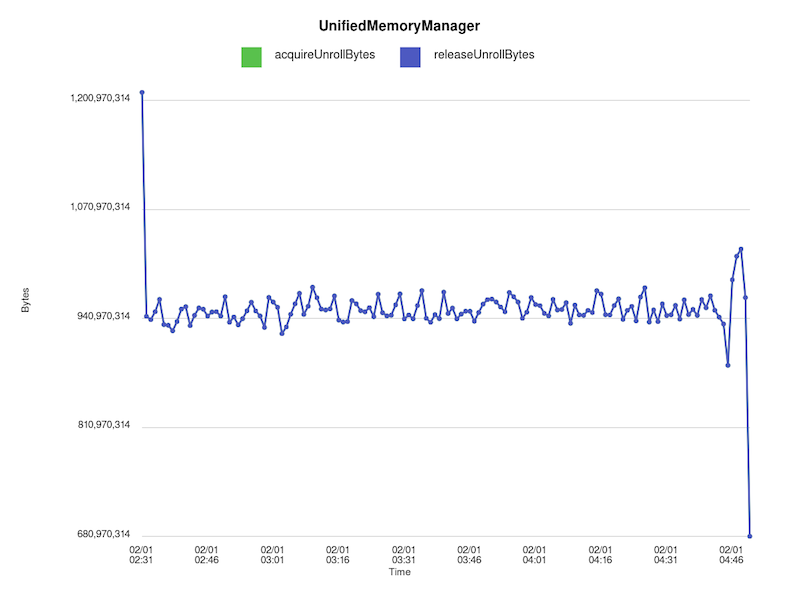 UnifiedMemoryManager
acquireUnrollBytes releaseUnrollBytes
1,200,970,314
1,070,970,314
Bytes
940,970,314
810,970,314
680,970,314
02/01 02/01 02/01 02/01 02/01 02/01 02/01 02/01 02/01 02/01
02:31 02:46 03:01 03:16 03:31 03:46 04:01 04:16 04:31 04:46
Time